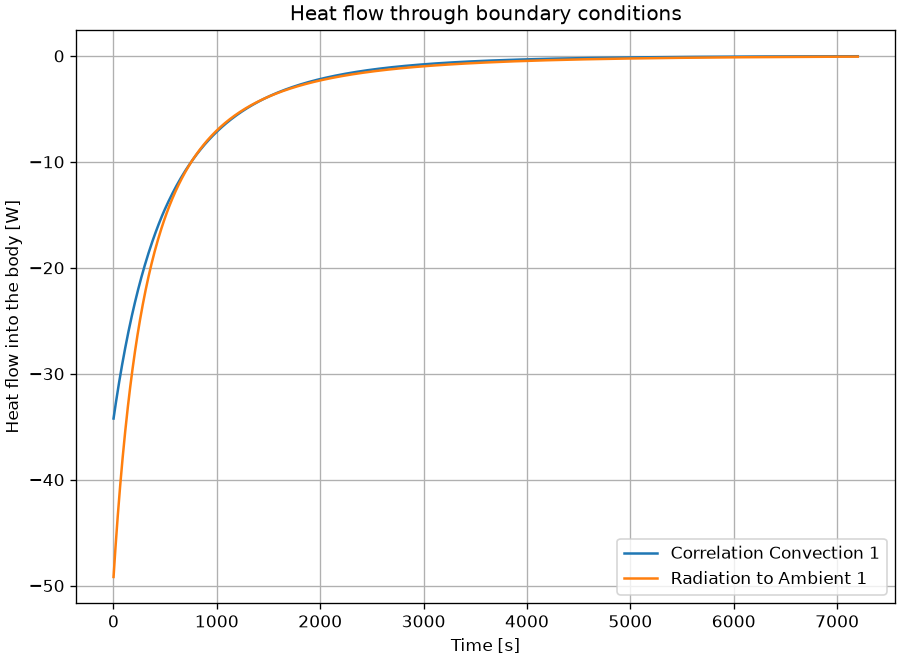 Heat flow through boundary conditions
Heat flow into the body [W]
0
−10
−20
−30
−40
−50
0 1000 2000 3000 4000 5000 6000 7000
Time [s]
Correlation Convection 1
Radiation to Ambient 1